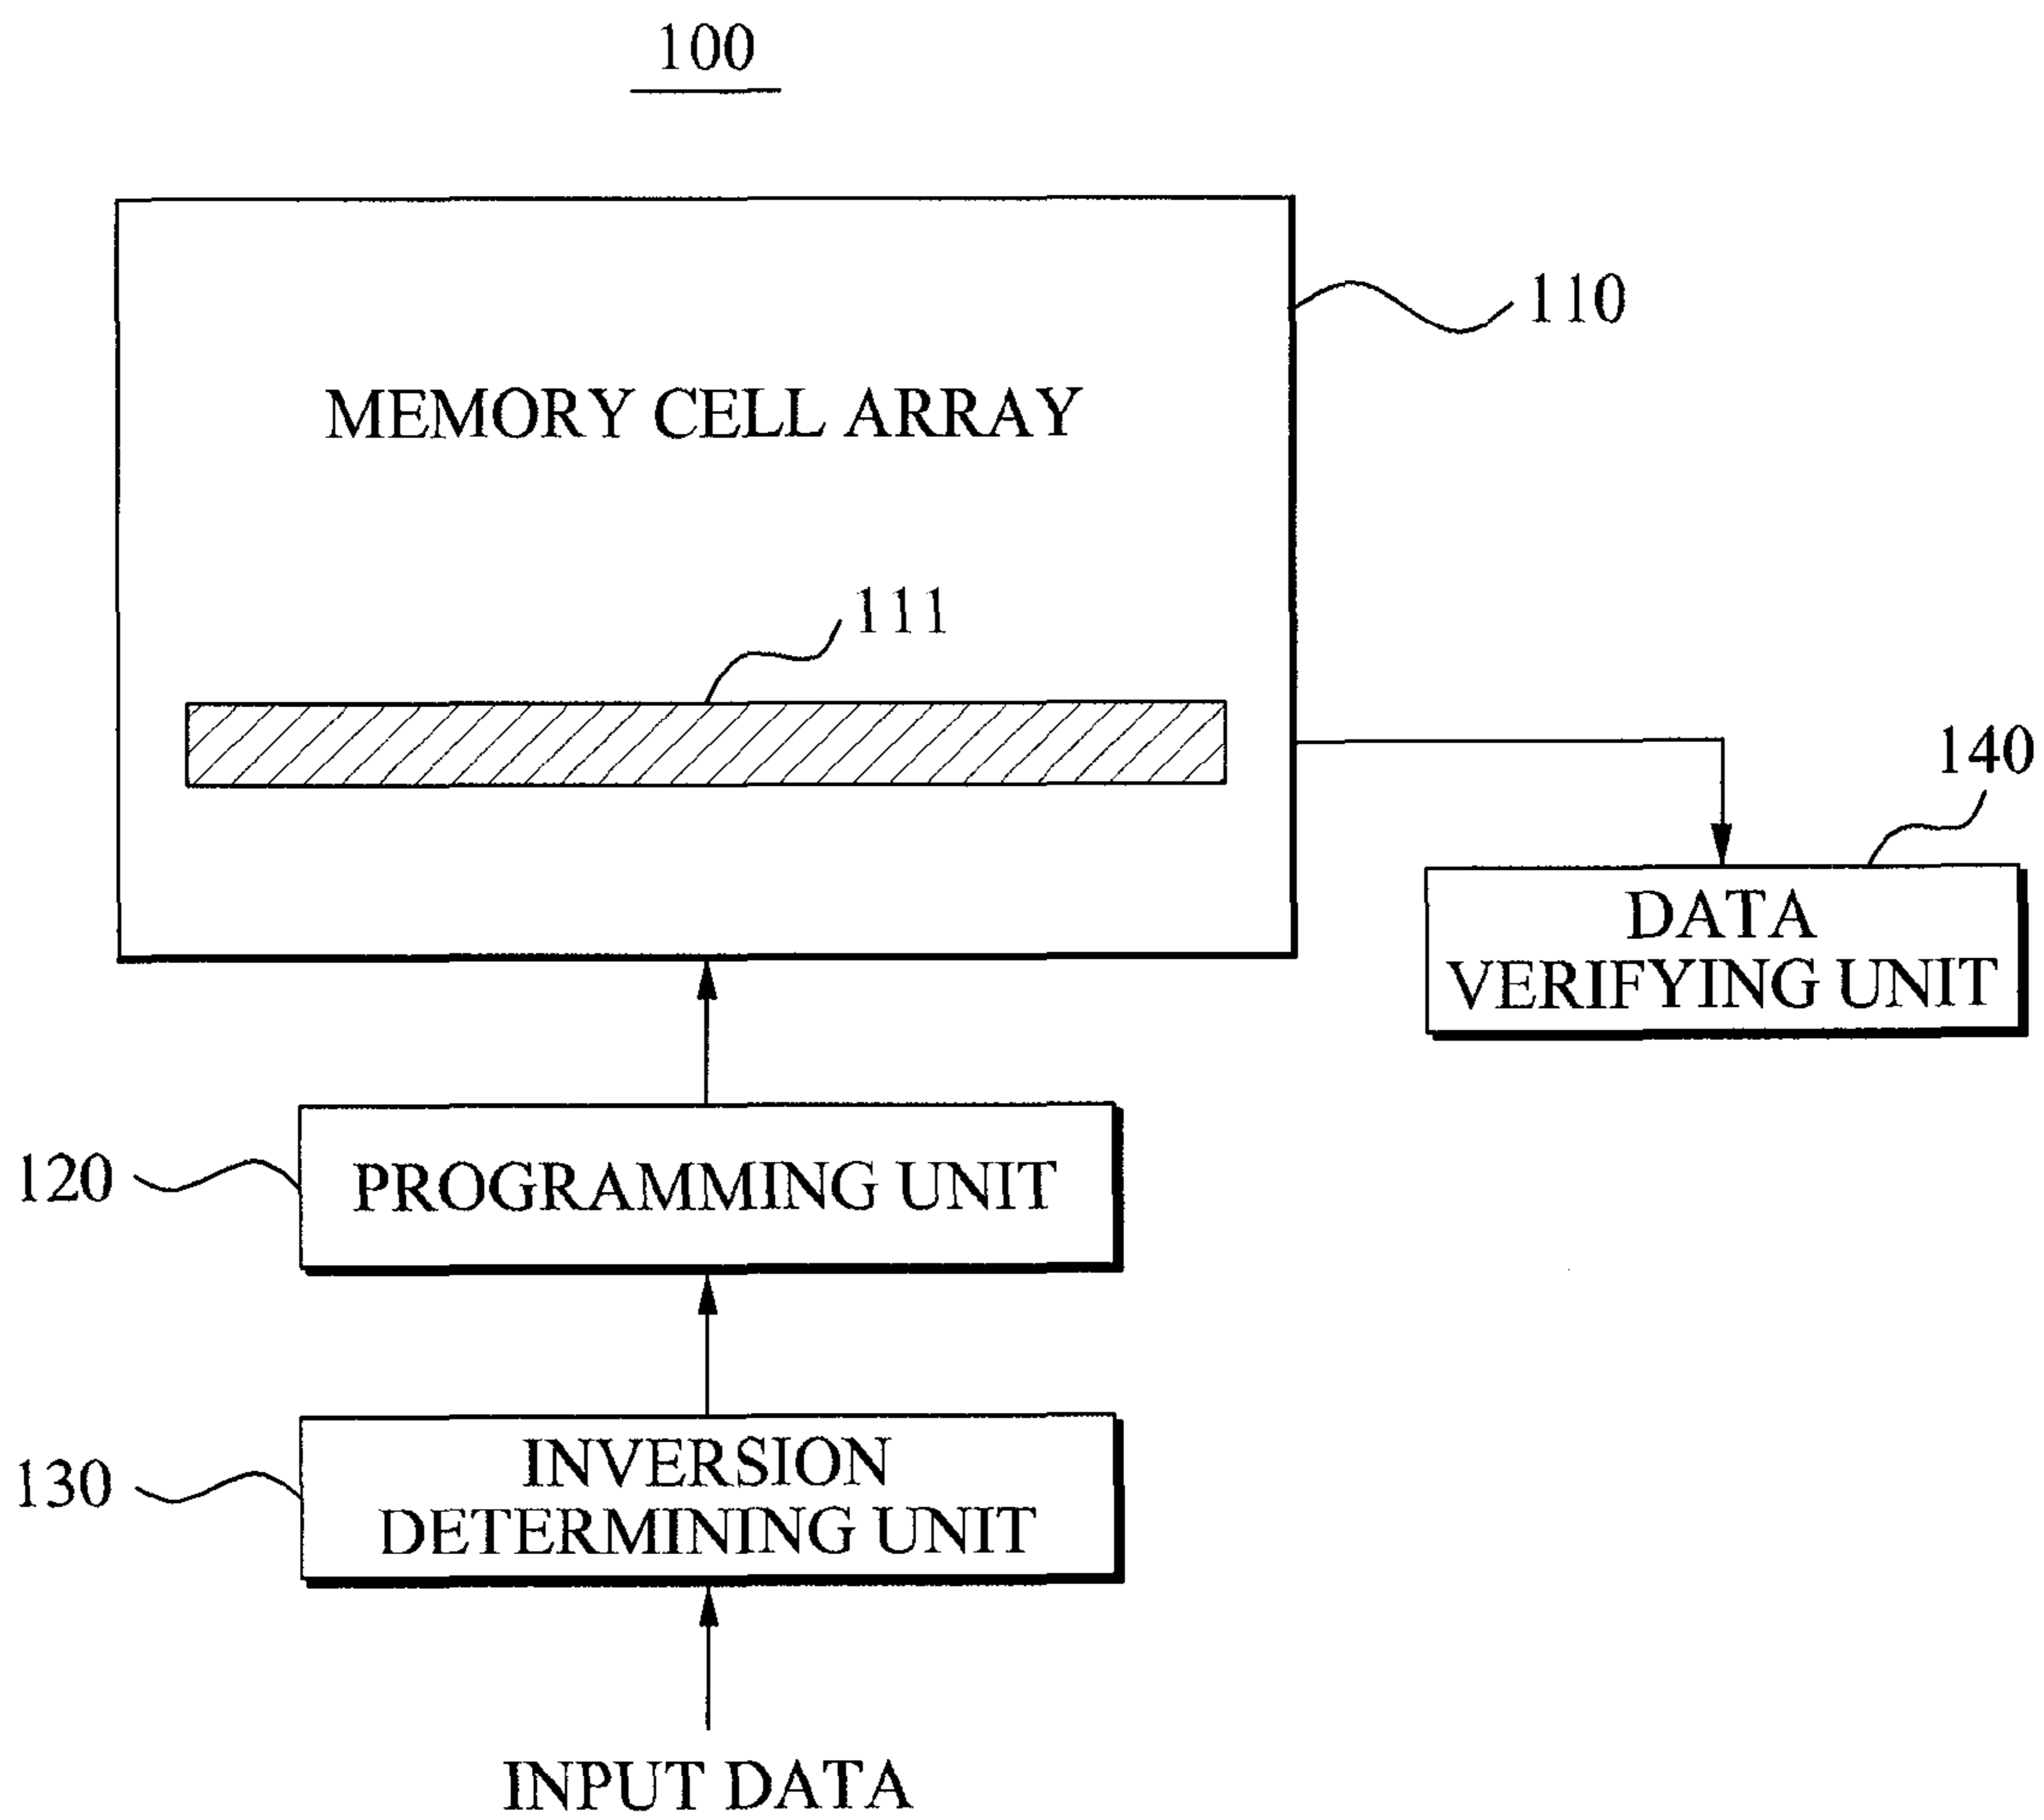 100
110
MEMORY CELL ARRAY
111
140
DATA
VERIFYING UNIT
120
PROGRAMMING UNIT
130
INVERSION
DETERMINING UNIT
INPUT DATA